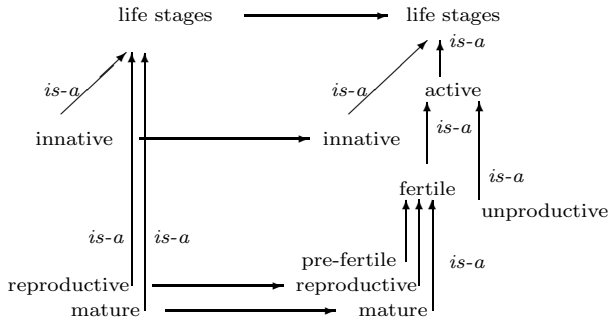 life stages life stages
is-a
is-a is-a
active
is-a
innative innative
is-a
fertile
unproductive
is-a is-a
pre-fertile is-a
reproductive reproductive
mature mature